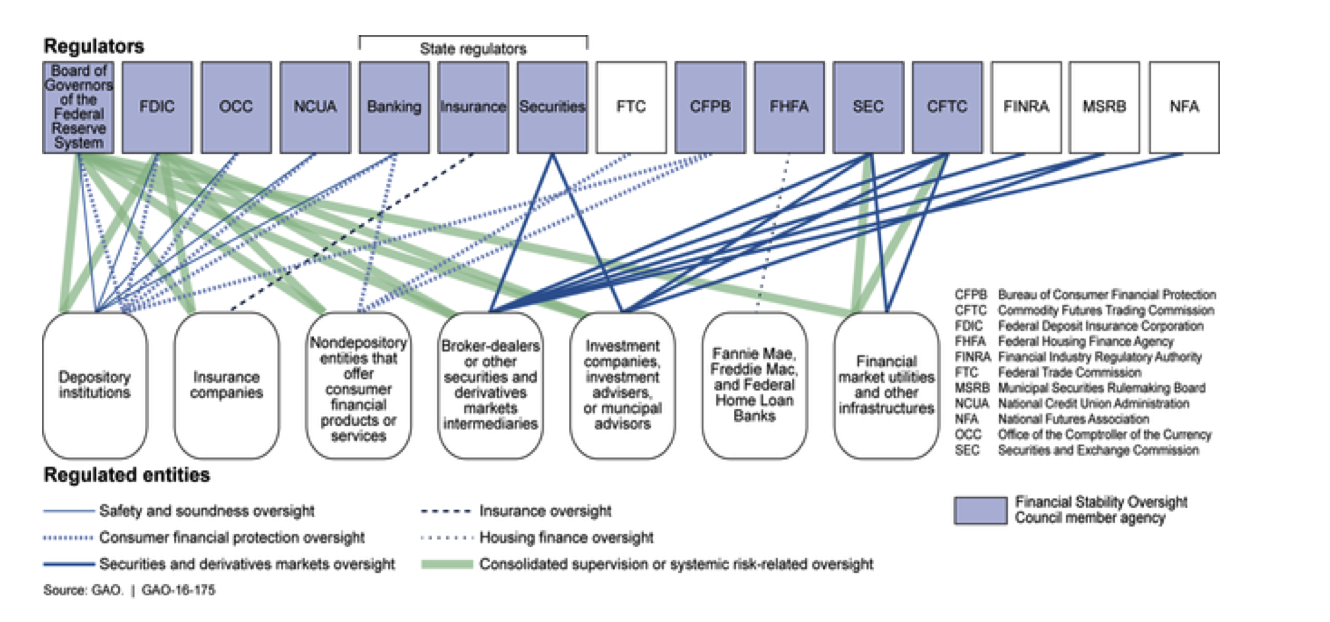 Regulators
State regulators
Board of
Governors
of the
Federal
Reserve
System
FDIC
OCC
NCUA
Banking
Insurance
Securities
FTC
CFPB
FHFA
SEC
CFTC
FINRA
MSRB
NFA
Depository
institutions
Insurance
companies
Nondepository
entities that
offer
consumer
financial
products or
services
Broker-dealers
or other
securities and
derivatives
markets
intermediaries
Investment
companies,
investment
advisers,
or muncipal
advisors
Fannie Mae,
Freddie Mac,
and Federal
Home Loan
Banks
Financial
market utilities
and other
infrastructures
CFPB Bureau of Consumer Financial Protection
CFTC Commodity Futures Trading Commission
FDIC Federal Deposit Insurance Corporation
FHFA Federal Housing Finance Agency
FINRA Financial Industry Regulatory Authority
FTC Federal Trade Commission
MSRB Municipal Securities Rulemaking Board
NCUA National Credit Union Administration
NFA National Futures Association
OCC Office of the Comptroller of the Currency
SEC Securities and Exchange Commission
Regulated entities
Safety and soundness oversight
Consumer financial protection oversight
Securities and derivatives markets oversight
Insurance oversight
Housing finance oversight
Consolidated supervision or systemic risk-related oversight
Financial Stability Oversight
Council member agency
Source: GAO. | GAO-16-175